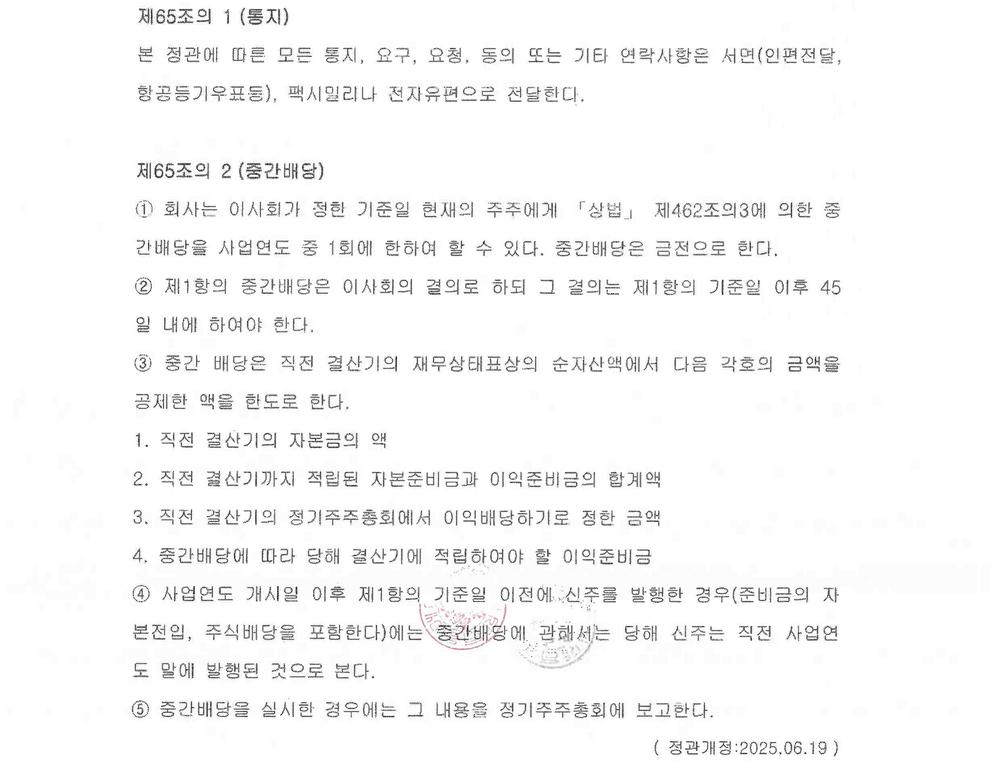 제65조의 1 (통지)
본 정관에 따른 모든 통지, 요구, 요청, 동의 또는 기타 연락사항은 서면(인편전달,
항공등기우표등), 팩시밀리나 전자유편으로 전달한다.
제65조의 2 (중간배당)
① 회사는 이사회가 정한 기준일 현재의 주주에게 「상법」 제462조의3에 의한 중
간배당을 사업연도 중 1회에 한하여 할 수 있다. 중간배당은 금전으로 한다.
② 제1항의 중간배당은 이사회의 결의로 하되 그 결의는 제1항의 기준일 이후 45
일 내에 하여야 한다.
③ 중간 배당은 직전 결산기의 재무상태표상의 순자산액에서 다음 각호의 금액을
공제한 액을 한도로 한다.
1. 직전 결산기의 자본금의 액
2. 직전 결산기까지 적립된 자본준비금과 이익준비금의 합계액
3. 직전 결산기의 정기주주총회에서 이익배당하기로 정한 금액
4. 중간배당에 따라 당해 결산기에 적립하여야 할 이익준비금
④ 사업연도 개시일 이후 제1항의 기준일 이전에 신주를 발행한 경우(준비금의 자
본전입, 주식배당을 포함한다)에는 중간배당에 관해서는 당해 신주는 직전 사업연
도 말에 발행된 것으로 본다.
⑤ 중간배당을 실시한 경우에는 그 내용을 정기주주총회에 보고한다.
( 정관개정:2025.06.19 )